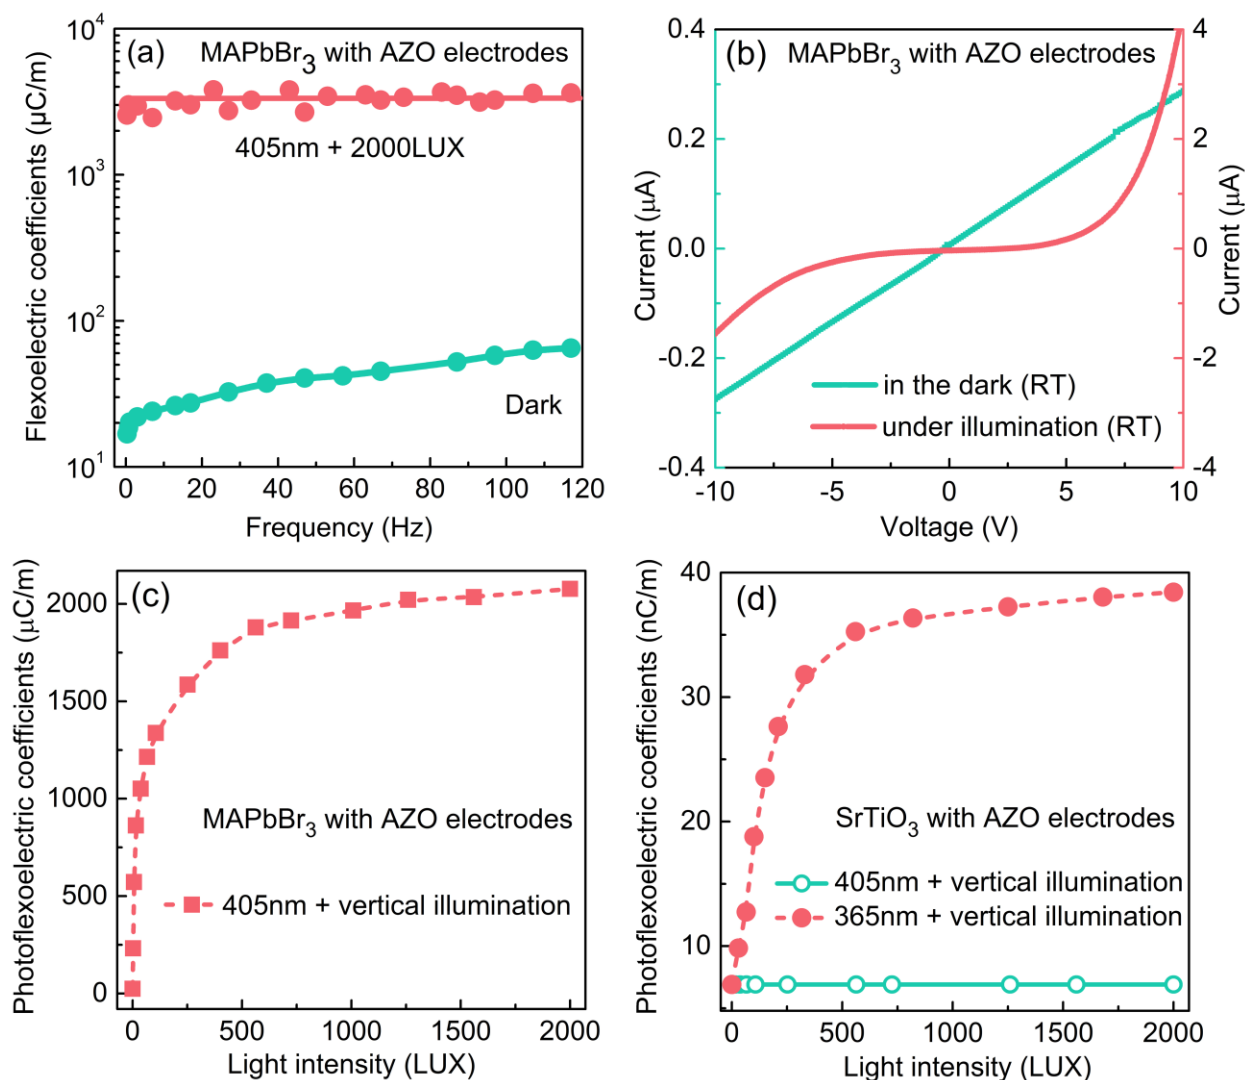 (a)
MAPbBr3 with AZO electrodes
Flexoelectric coefficients (μC/m)
10^4
10^3
10^2
10^1
405nm + 2000LUX
Dark
0 20 40 60 80 100 120
Frequency (Hz)
(b)
MAPbBr3 with AZO electrodes
Current (μA)
0.4
0.2
0.0
-0.2
-0.4
4
2
0
-2
-4
Current (μA)
in the dark (RT)
under illumination (RT)
-10 -5 0 5 10
Voltage (V)
(c)
Photoflexoelectric coefficients (μC/m)
2000
1500
1000
500
0
MAPbBr3 with AZO electrodes
405nm + vertical illumination
0 500 1000 1500 2000
Light intensity (LUX)
(d)
Photoflexoelectric coefficients (nC/m)
40
30
20
10
SrTiO3 with AZO electrodes
405nm + vertical illumination
365nm + vertical illumination
0 500 1000 1500 2000
Light intensity (LUX)